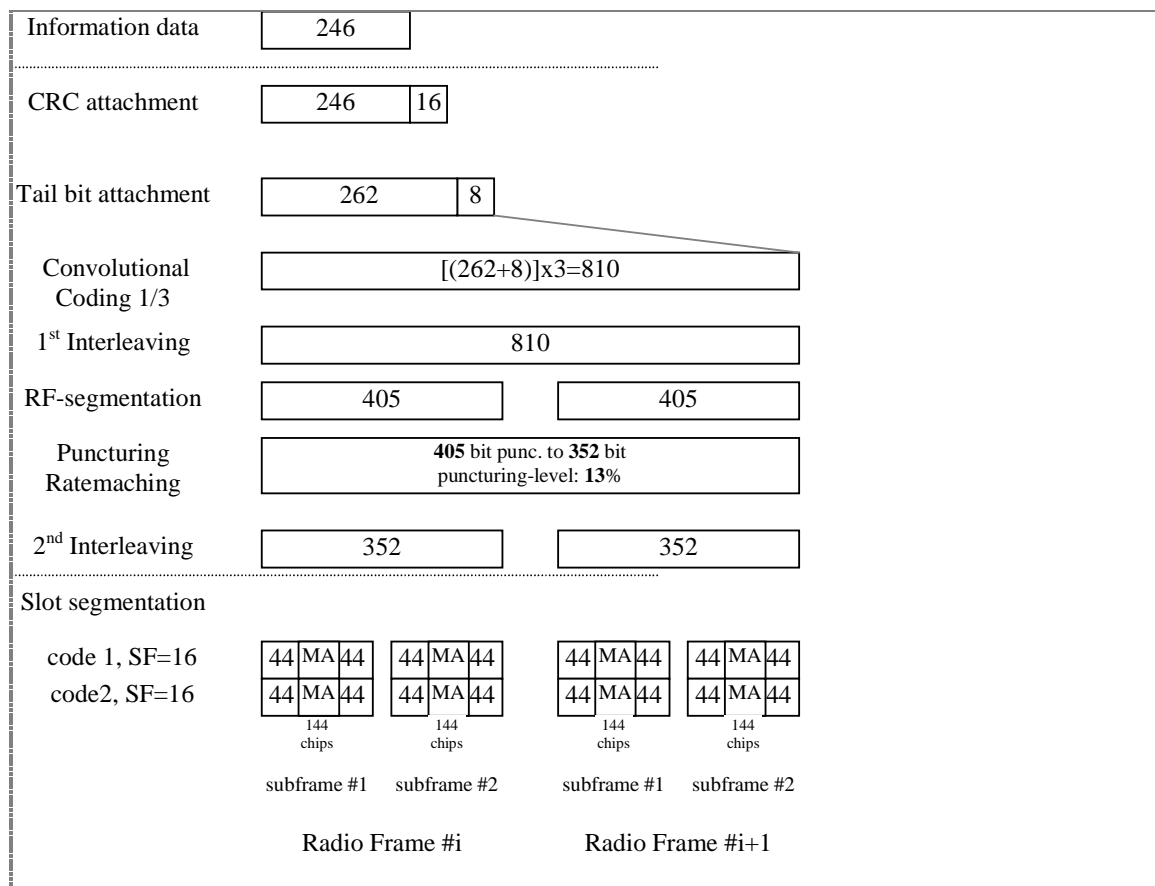 Information data 246
CRC attachment 246 16
Tail bit attachment 262 8
Convolutional
Coding 1/3
[(262+8)]x3=810
1st Interleaving 810
RF-segmentation 405 405
Puncturing
Ratemaching
405 bit punc. to 352 bit
puncturing-level: 13%
2nd Interleaving 352 352
Slot segmentation
code 1, SF=16 44 MA 44 44 MA 44 44 MA 44 44 MA 44
code2, SF=16 44 MA 44 44 MA 44 44 MA 44 44 MA 44
144 144 144 144
chips chips chips chips
subframe #1 subframe #2 subframe #1 subframe #2
Radio Frame #i Radio Frame #i+1